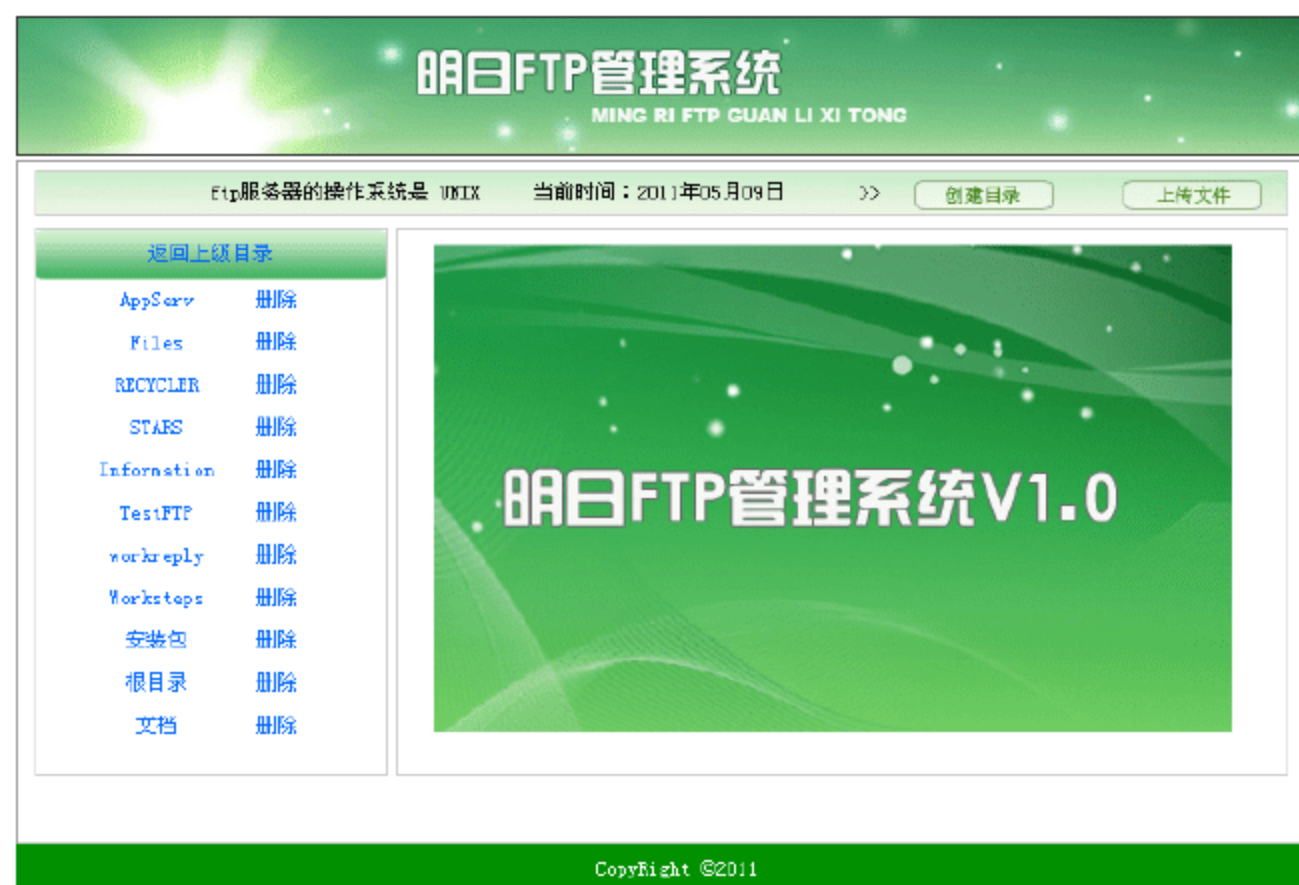 明日FTP管理系统
MING RI FTP GUAN LI XI TONG
Ftp服务器的操作系统是 UNIX 当前时间：2011年05月09日 >> 创建目录 上传文件
返回上级目录
AppServ 删除
Files 删除
RECYCLER 删除
STARS 删除
Information 删除
TestFTP 删除
workreply 删除
Worksteps 删除
安装包 删除
根目录 删除
文档 删除
明日FTP管理系统V1.0
CopyRight ©2011